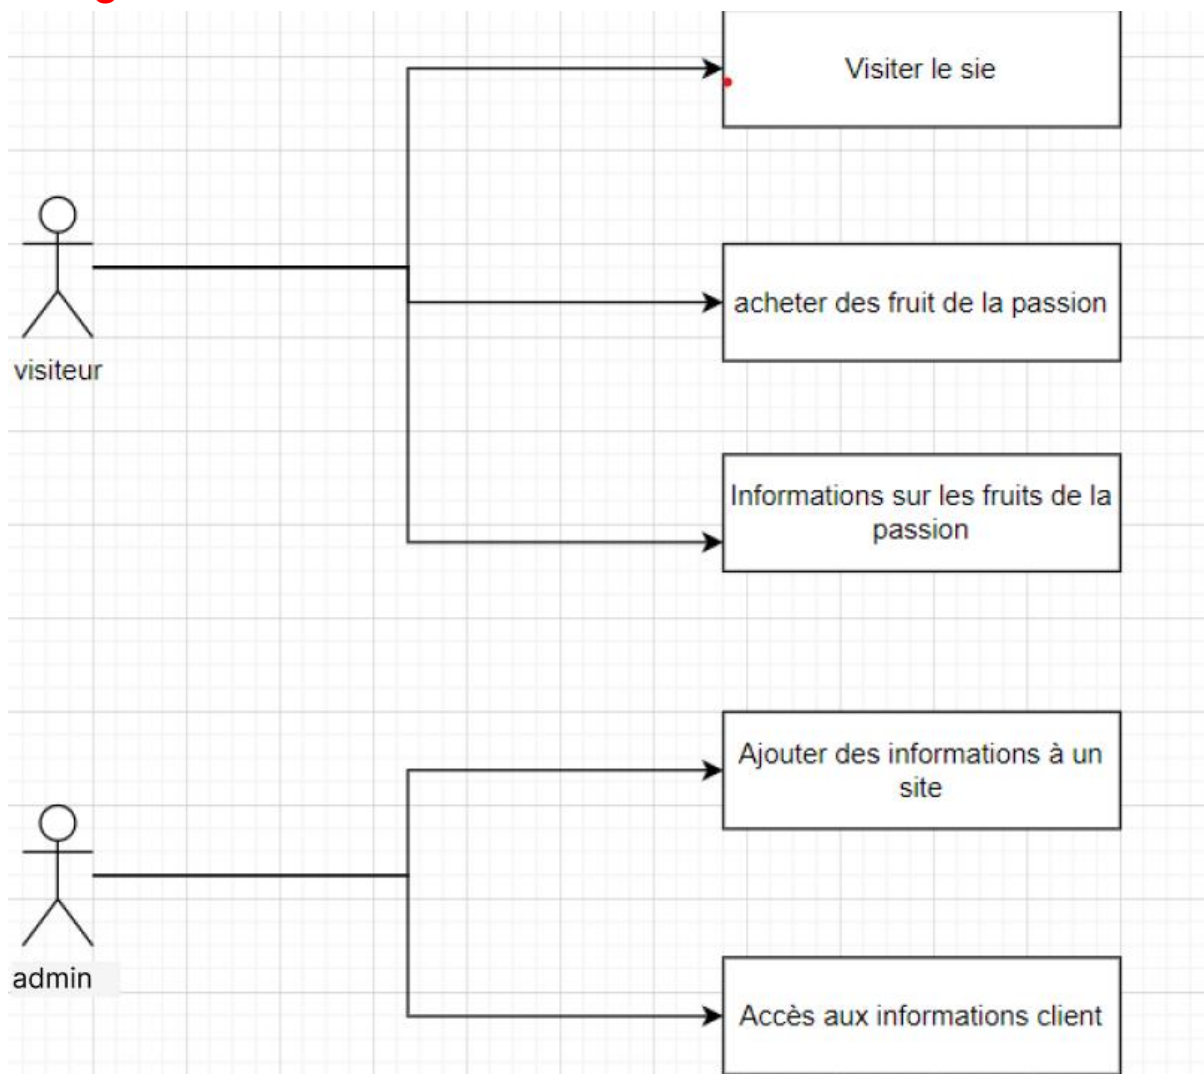 Visiter le sie
acheter des fruit de la passion
visiteur
Informations sur les fruits de la
passion
Ajouter des informations à un
site
admin
Accès aux informations client